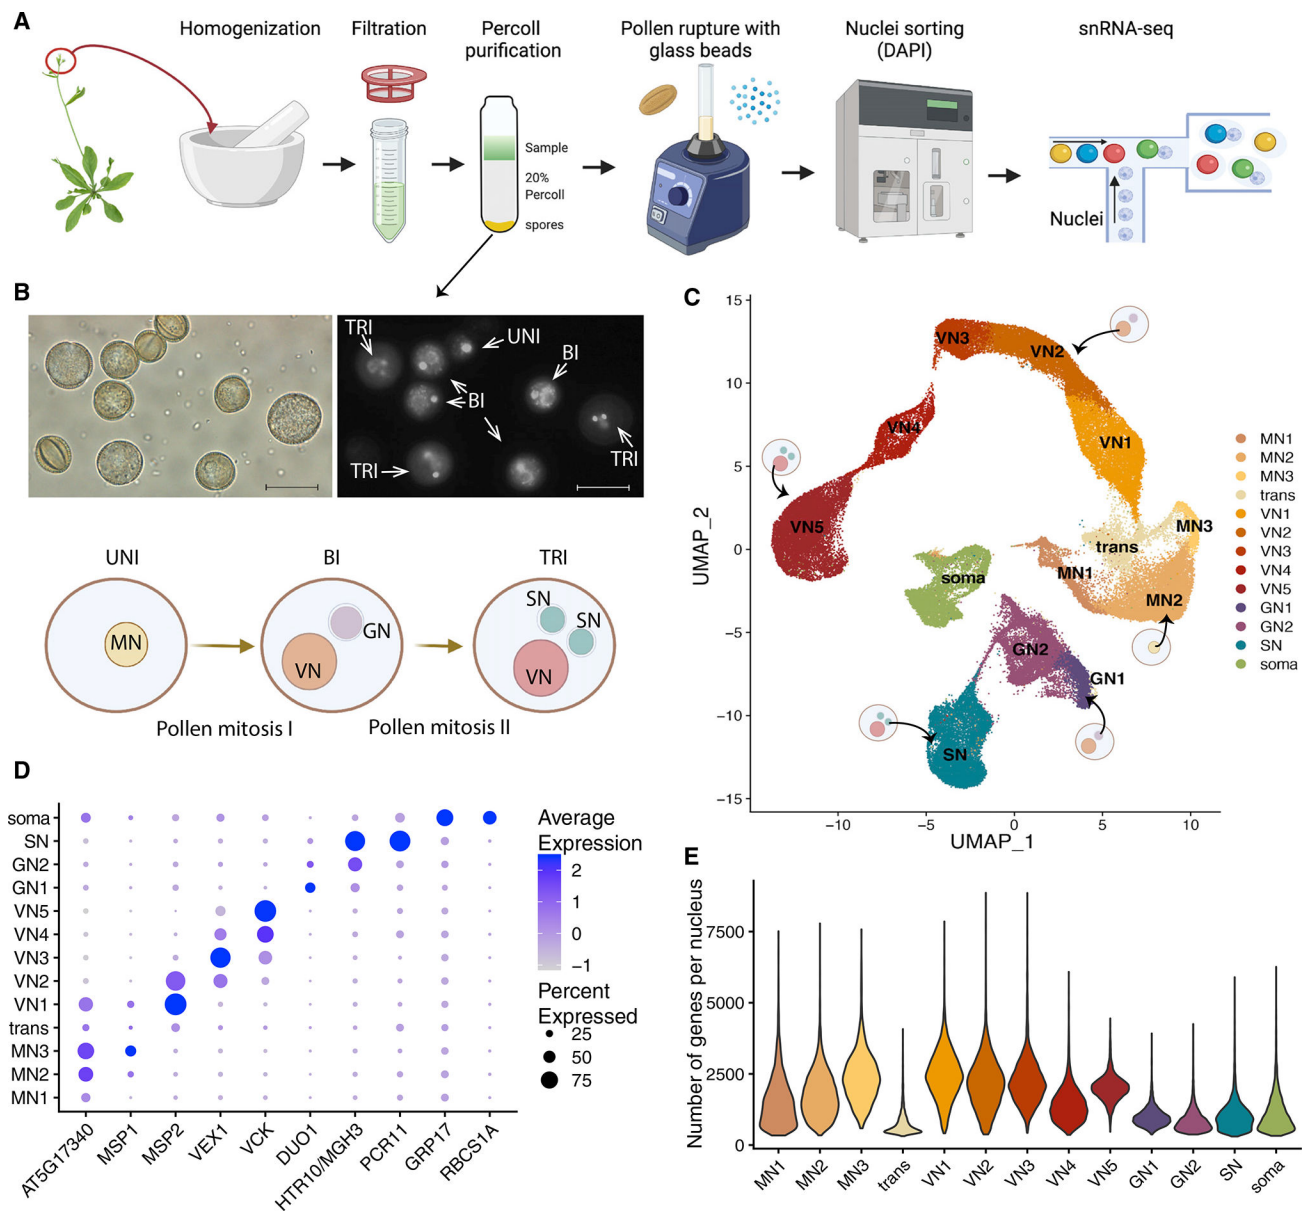 A
Homogenization
Filtration
Percoll
purification
Pollen rupture with
glass beads
Nuclei sorting
(DAPI)
snRNA-seq
Sample
20%
Percoll
spores
Nuclei
B
TRI
UNI
BI
BI
TRI
TRI
UNI
BI
TRI
MN
VN
GN
SN
SN
VN
Pollen mitosis I
Pollen mitosis II
C
UMAP_2
15
10
5
0
−5
−10
−15
−10
−5
0
5
10
UMAP_1
VN3
VN2
VN4
VN1
VN5
MN3
trans
MN1
soma
MN2
GN2
GN1
SN
MN1
MN2
MN3
trans
VN1
VN2
VN3
VN4
VN5
GN1
GN2
SN
soma
D
soma
SN
GN2
GN1
VN5
VN4
VN3
VN2
VN1
trans
MN3
MN2
MN1
AT5G17340
MSP1
MSP2
VEX1
VCK
DUO1
HTR10/MGH3
PCR11
GRP17
RBCS1A
Average
Expression
2
1
0
−1
Percent
Expressed
25
50
75
E
Number of genes per nucleus
7500
5000
2500
0
MN1
MN2
MN3
trans
VN1
VN2
VN3
VN4
VN5
GN1
GN2
SN
soma